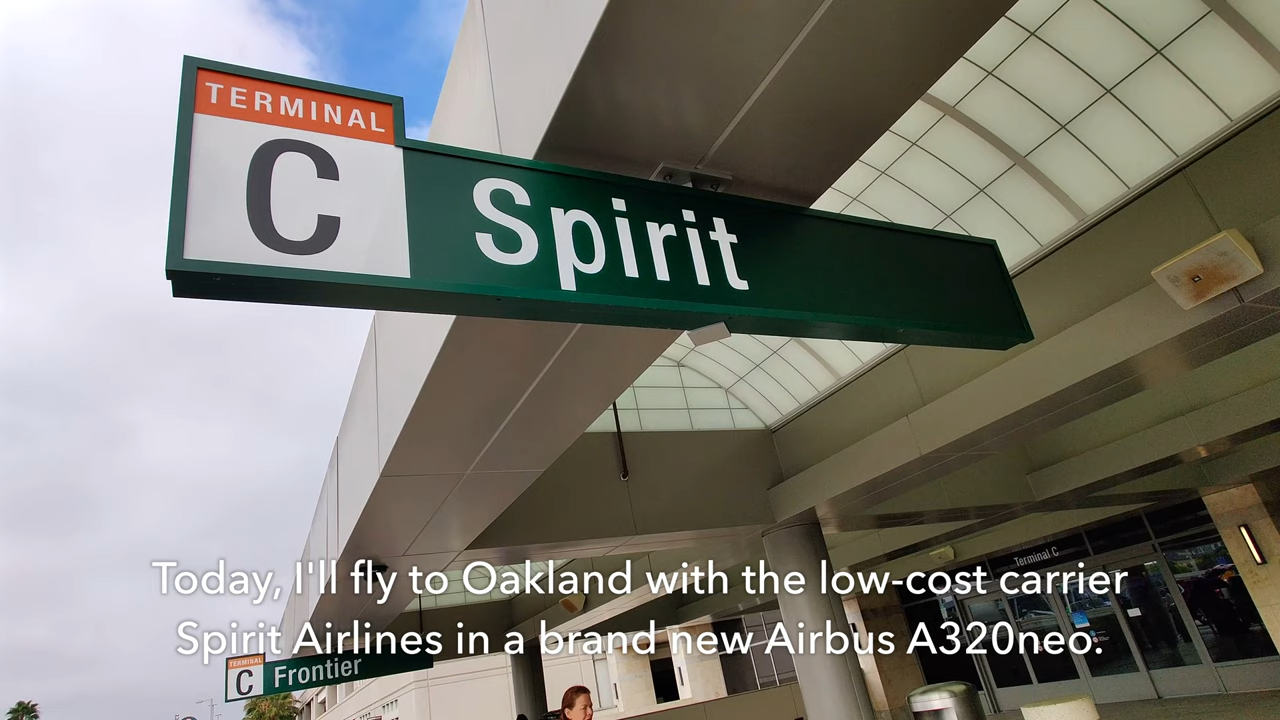 TERMINAL
C
Spirit
Terminal C
Today, I'll fly to Oakland with the low-cost carrier
Spirit Airlines in a brand new Airbus A320neo.
TERMINAL
C
Frontier